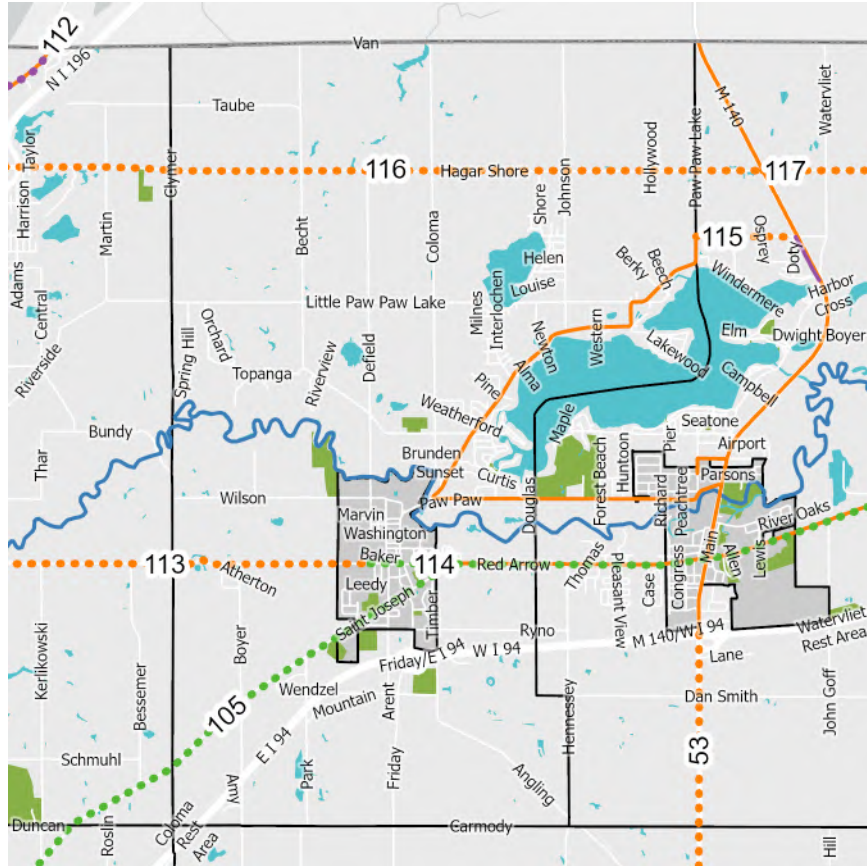 112
N I 196
Van
M 140
Watervliet
Taube
Hollywood
Paw Paw Lake
116
Hagar Shore
117
Clymer
Taylor
Harrison
Martin
Becht
Coloma
Shore
Johnson
115
Osprey
Doty
Helen
Louise
Berky
Beech
Windermere
Harbor
Cross
Adams
Central
Little Paw Paw Lake
Milnes
Interlochen
Newton
Western
Lakewood
Elm
Dwight Boyer
Orchard
Spring Hill
Riverside
Topanga
Riverview
Defield
Pine
Alma
Campbell
Weatherford
Maple
Seatone
Pier
Airport
Thar
Bundy
Brunden
Sunset
Curtis
Forest Beach
Huntoon
Parsons
Wilson
Paw Paw
Douglas
Richard
Peachtree
River Oaks
Marvin
Washington
Baker
113
Atherton
114
Red Arrow
Thomas
Pleasant View
Case
Congress
Main
Allen
Lewis
Leedy
Saint Joseph
Timber
Ryno
M 140/W I 94
Watervliet
Rest Area
Kerlikowski
Boyer
Friday/E I 94
W I 94
Lane
Bessemer
105
Wendzel
Mountain
Arent
Hennessey
Dan Smith
John Goff
53
E I 94
Schmuhl
Amy
Park
Friday
Angling
Duncan
Roslin
Coloma
Rest
Area
Carmody
Hill